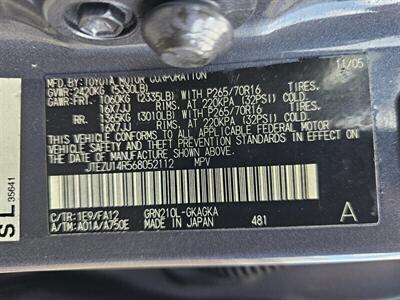 MFD. BY: TOYOTA MOTOR CORPORATION 11/05
GVWR: 2420KG (5330LB)
GAWR: FRT. 1060KG (2335LB) P265/70R16 TIRES.
16X7JJ RIMS. AT 220KPA (32PSI) COLD
RR. 1365KG (3010LB) P265/70R16 TIRES.
16X7JJ RIMS. AT 220KPA (32PSI) COLD
THIS VEHICLE CONFORMS TO ALL APPLICABLE FEDERAL MOTOR
VEHICLE SAFETY AND THEFT PREVENTION STANDARDS IN EFFECT
ON THE DATE OF MANUFACTURE SHOWN ABOVE.
JTEZU14R568052112 MPV
C/TR: 1E9/FA12 GRN210L-GKAGKA A
A/TM: A01A/A750E MADE IN JAPAN 481
SL 35641